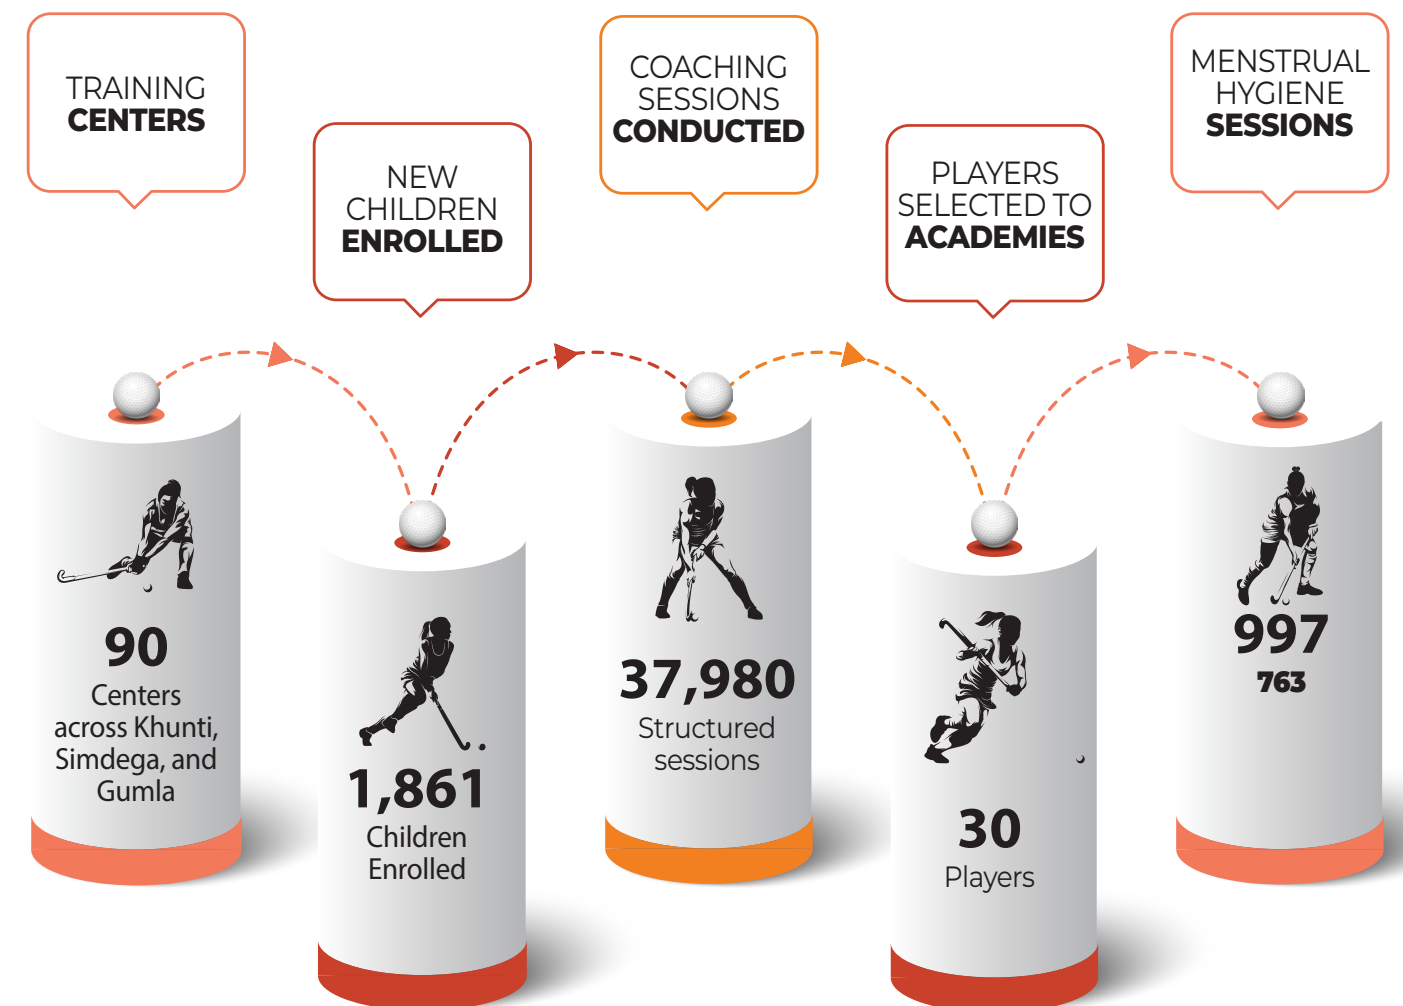 TRAINING
CENTERS
NEW
CHILDREN
ENROLLED
COACHING
SESSIONS
CONDUCTED
PLAYERS
SELECTED TO
ACADEMIES
MENSTRUAL
HYGIENE
SESSIONS
90
Centers
across Khunti,
Simdega, and
Gumla
1,861
Children
Enrolled
37,980
Structured
sessions
30
Players
997
763